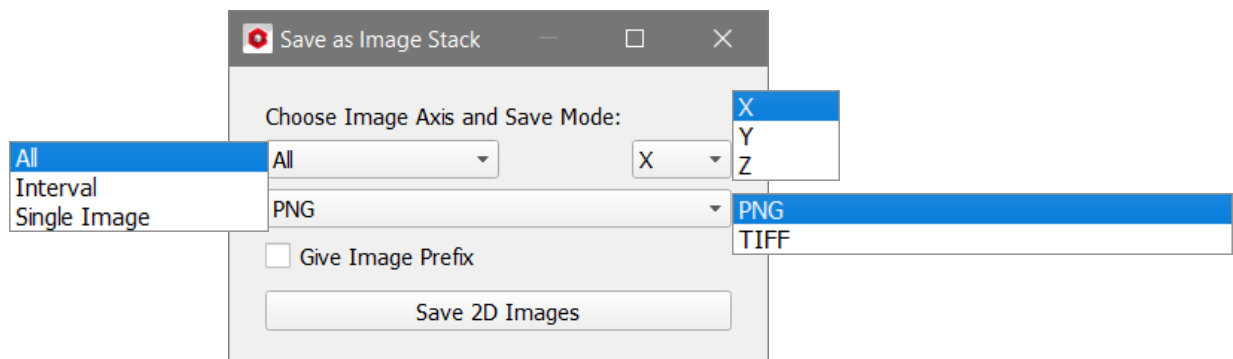 Save as Image Stack
Choose Image Axis and Save Mode:
All
Interval
Single Image
All
X
X
Y
Z
PNG
PNG
TIFF
Give Image Prefix
Save 2D Images